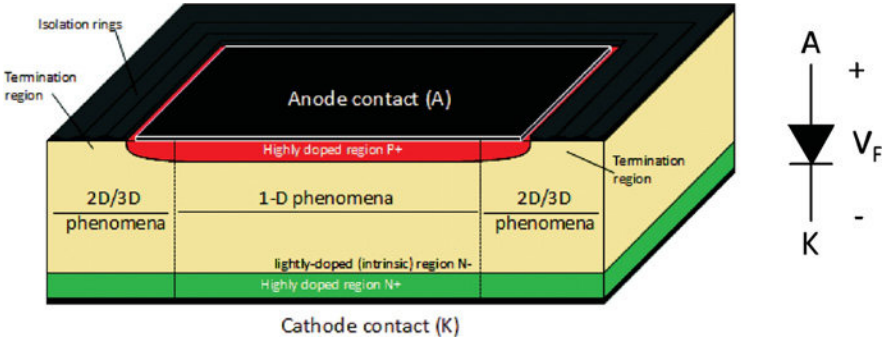 Isolation rings
Termination
region
Anode contact (A)
Highly doped region P+
Termination
region
2D/3D
phenomena
1-D phenomena
2D/3D
phenomena
lightly-doped (intrinsic) region N-
Highly doped region N+
Cathode contact (K)
A
+
V_F
-
K